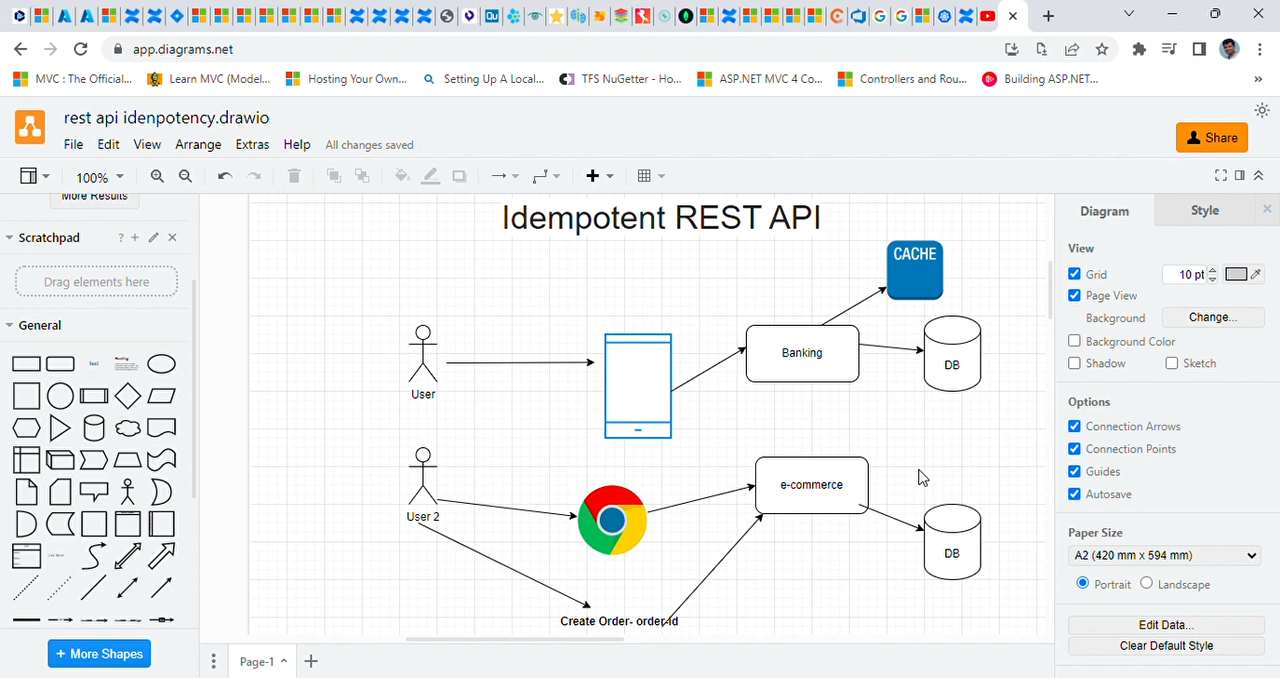 app.diagrams.net
MVC : The Official...
Learn MVC (Model...
Hosting Your Own...
Setting Up A Local...
TFS NuGetter - Ho...
ASP.NET MVC 4 Co...
Controllers and Rou...
Building ASP.NET...
»
rest api idenpotency.drawio
File Edit View Arrange Extras Help All changes saved
Share
100%
More Results
Scratchpad
?
Drag elements here
General
Text
Heading
List Item
+ More Shapes
Idempotent REST API
CACHE
User
Banking
DB
User 2
e-commerce
DB
Create Order- order-id
Page-1
Diagram
Style
View
Grid
10 pt
Page View
Background
Change...
Background Color
Shadow
Sketch
Options
Connection Arrows
Connection Points
Guides
Autosave
Paper Size
A2 (420 mm x 594 mm)
Portrait
Landscape
Edit Data...
Clear Default Style